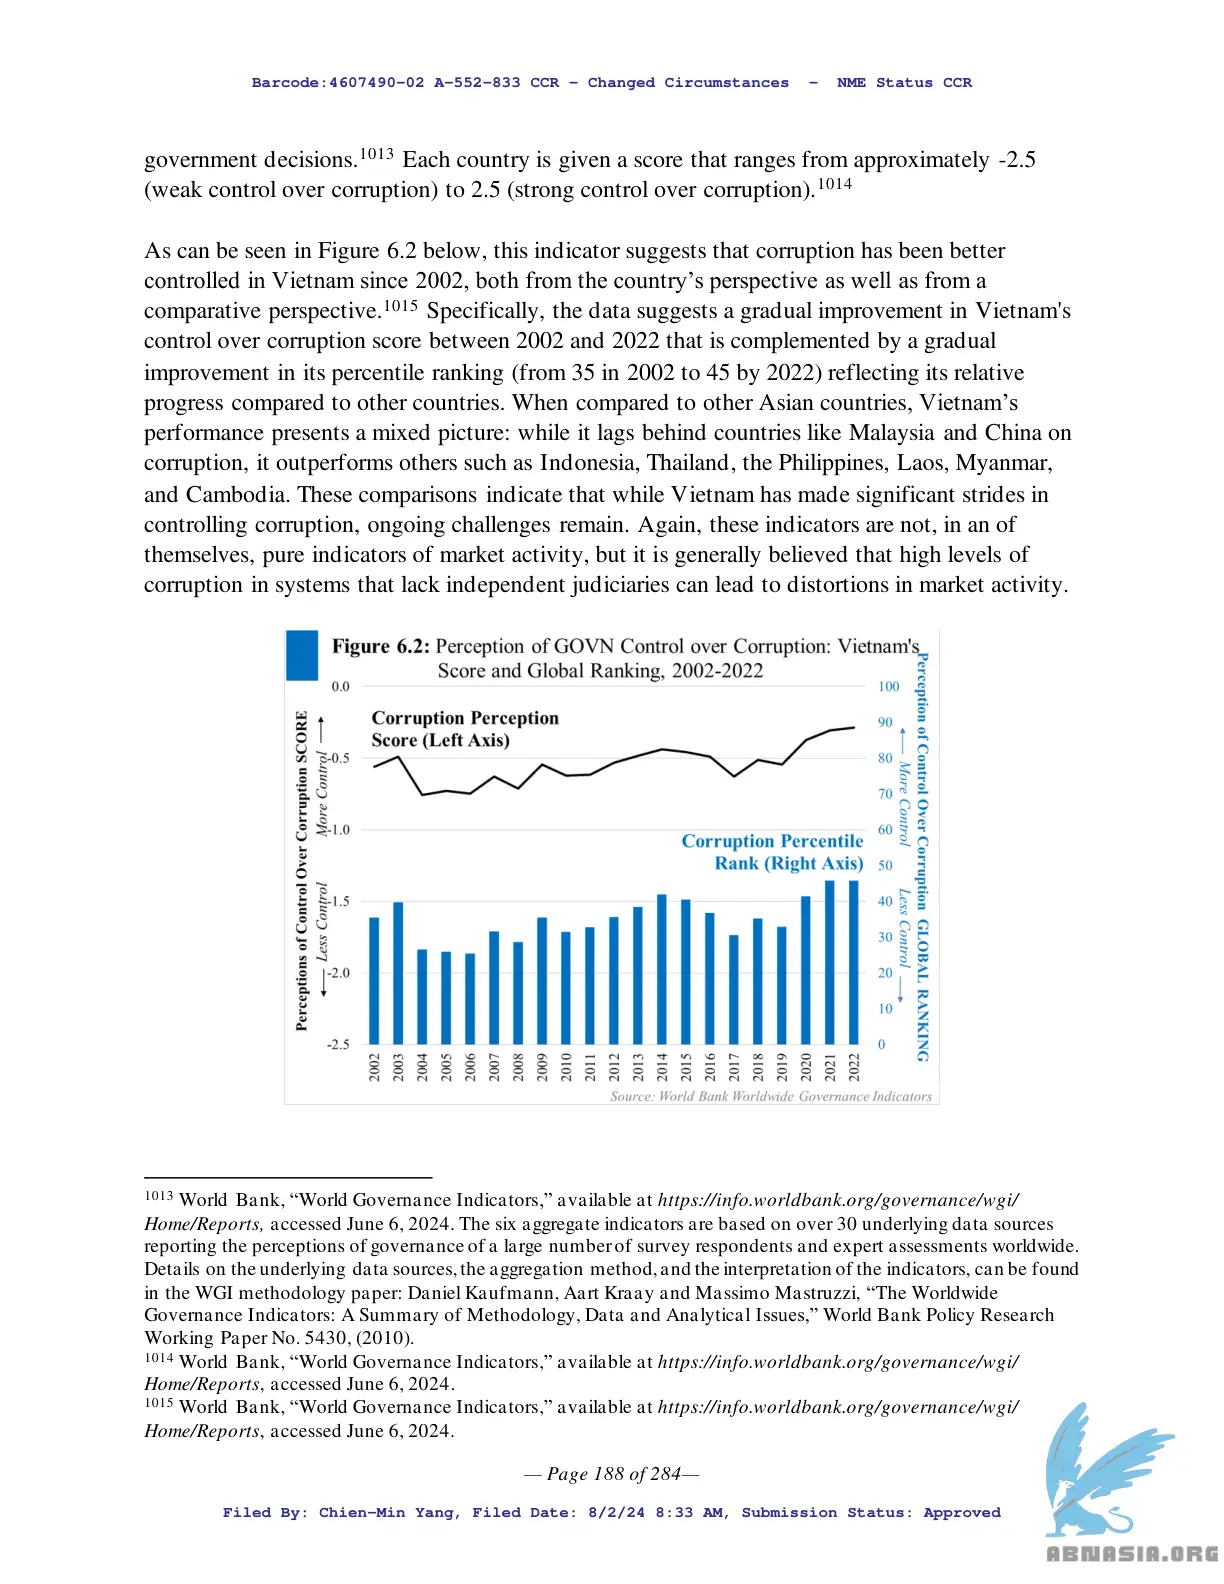 Barcode:4607490-02 A-552-833 CCR - Changed Circumstances - NME Status CCR
government decisions.1013 Each country is given a score that ranges from approximately -2.5
(weak control over corruption) to 2.5 (strong control over corruption).1014
As can be seen in Figure 6.2 below, this indicator suggests that corruption has been better
controlled in Vietnam since 2002, both from the country’s perspective as well as from a
comparative perspective.1015 Specifically, the data suggests a gradual improvement in Vietnam's
control over corruption score between 2002 and 2022 that is complemented by a gradual
improvement in its percentile ranking (from 35 in 2002 to 45 by 2022) reflecting its relative
progress compared to other countries. When compared to other Asian countries, Vietnam’s
performance presents a mixed picture: while it lags behind countries like Malaysia and China on
corruption, it outperforms others such as Indonesia, Thailand, the Philippines, Laos, Myanmar,
and Cambodia. These comparisons indicate that while Vietnam has made significant strides in
controlling corruption, ongoing challenges remain. Again, these indicators are not, in an of
themselves, pure indicators of market activity, but it is generally believed that high levels of
corruption in systems that lack independent judiciaries can lead to distortions in market activity.
Figure 6.2: Perception of GOVN Control over Corruption: Vietnam's
Score and Global Ranking, 2002-2022
Perceptions of Control Over Corruption SCORE
Less Control
More Control
0.0
-0.5
-1.0
-1.5
-2.0
-2.5
Corruption Perception
Score (Left Axis)
Corruption Percentile
Rank (Right Axis)
100
90
80
70
60
50
40
30
20
10
0
More Control
Less Control
Perception of Control Over Corruption GLOBAL RANKING
2002 2003 2004 2005 2006 2007 2008 2009 2010 2011 2012 2013 2014 2015 2016 2017 2018 2019 2020 2021 2022
Source: World Bank Worldwide Governance Indicators
1013 World Bank, “World Governance Indicators,” available at https://info.worldbank.org/governance/wgi/
Home/Reports, accessed June 6, 2024. The six aggregate indicators are based on over 30 underlying data sources
reporting the perceptions of governance of a large number of survey respondents and expert assessments worldwide.
Details on the underlying data sources, the aggregation method, and the interpretation of the indicators, can be found
in the WGI methodology paper: Daniel Kaufmann, Aart Kraay and Massimo Mastruzzi, “The Worldwide
Governance Indicators: A Summary of Methodology, Data and Analytical Issues,” World Bank Policy Research
Working Paper No. 5430, (2010).
1014 World Bank, “World Governance Indicators,” available at https://info.worldbank.org/governance/wgi/
Home/Reports, accessed June 6, 2024.
1015 World Bank, “World Governance Indicators,” available at https://info.worldbank.org/governance/wgi/
Home/Reports, accessed June 6, 2024.
— Page 188 of 284—
Filed By: Chien-Min Yang, Filed Date: 8/2/24 8:33 AM, Submission Status: Approved
ABNASIA.ORG